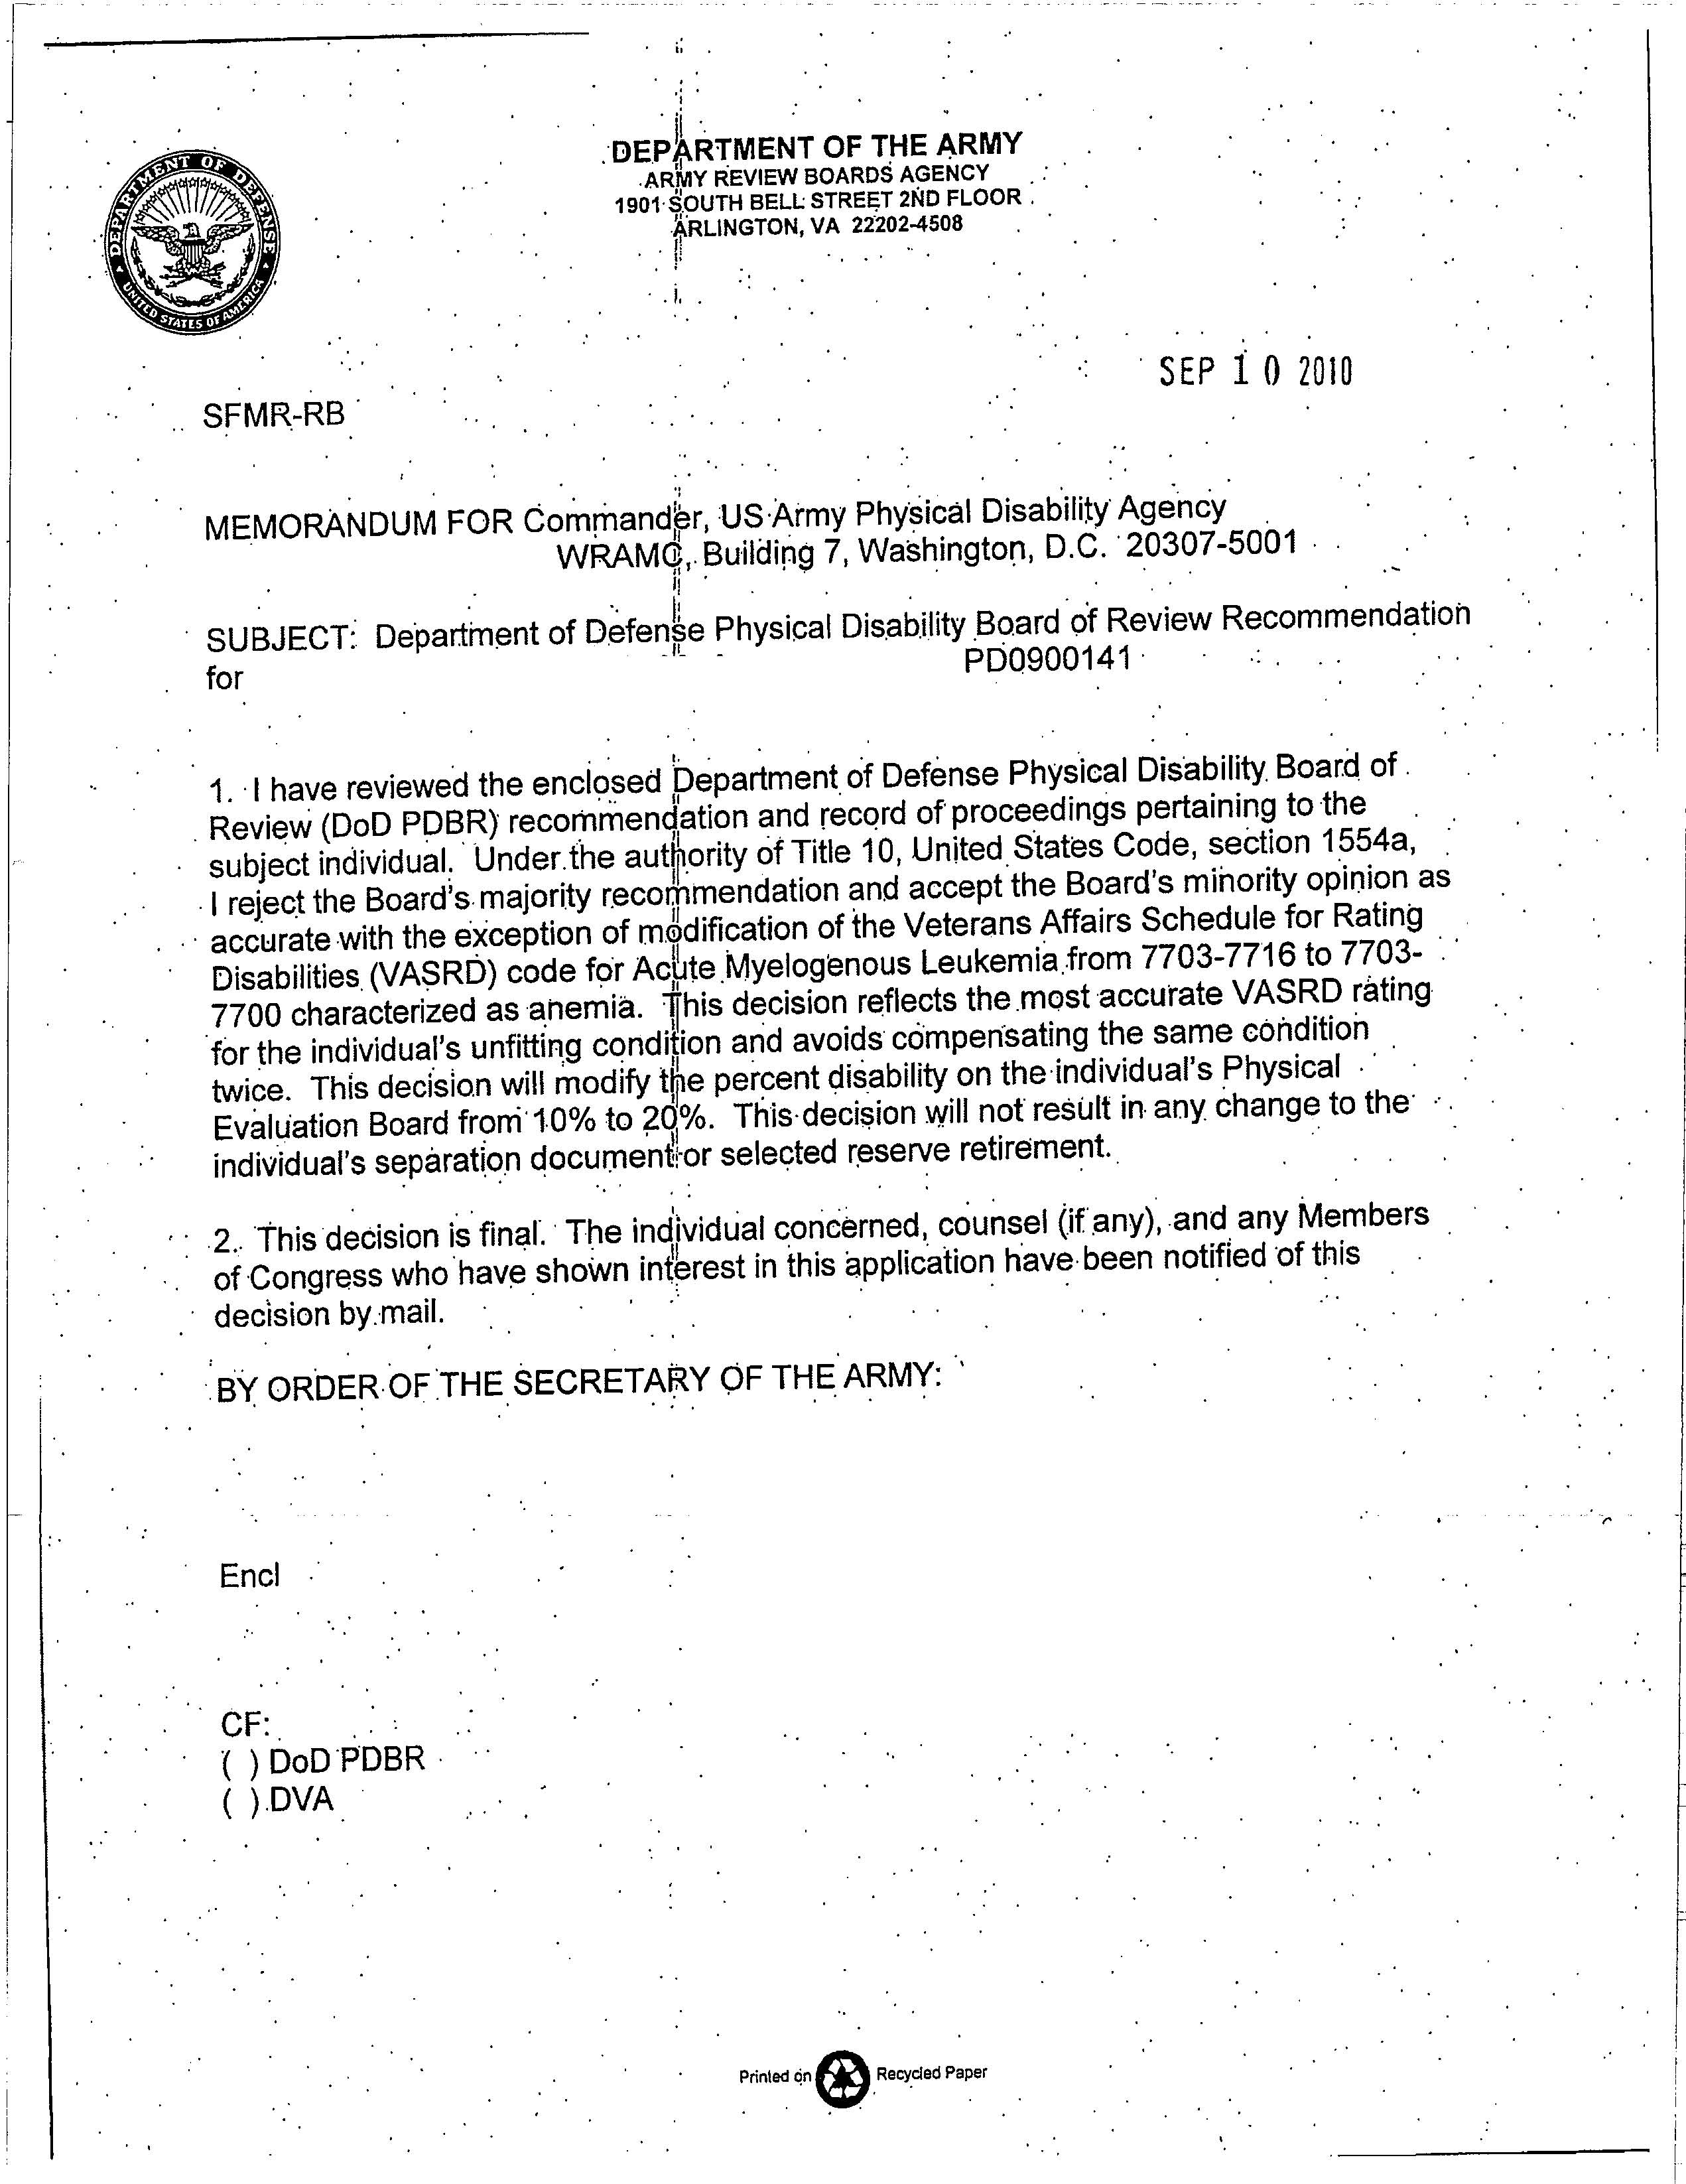 DEPARTMENT OF THE ARMY
ARMY REVIEW BOARDS AGENCY
1901 SOUTH BELL STREET 2ND FLOOR
ARLINGTON, VA 22202-4508
DEPARTMENT OF DEFENSE
UNITED STATES OF AMERICA
SEP 10 2010
SFMR-RB
MEMORANDUM FOR Commander, US Army Physical Disability Agency
WRAMC, Building 7, Washington, D.C. 20307-5001
SUBJECT: Department of Defense Physical Disability Board of Review Recommendation
for PD0900141
1. I have reviewed the enclosed Department of Defense Physical Disability Board of
Review (DoD PDBR) recommendation and record of proceedings pertaining to the
subject individual. Under the authority of Title 10, United States Code, section 1554a,
I reject the Board's majority recommendation and accept the Board's minority opinion as
accurate with the exception of modification of the Veterans Affairs Schedule for Rating
Disabilities (VASRD) code for Acute Myelogenous Leukemia from 7703-7716 to 7703-
7700 characterized as anemia. This decision reflects the most accurate VASRD rating
for the individual's unfitting condition and avoids compensating the same condition
twice. This decision will modify the percent disability on the individual's Physical
Evaluation Board from 10% to 20%. This decision will not result in any change to the
individual's separation document or selected reserve retirement.
2. This decision is final. The individual concerned, counsel (if any), and any Members
of Congress who have shown interest in this application have been notified of this
decision by mail.
BY ORDER OF THE SECRETARY OF THE ARMY:
Encl
CF:
( ) DoD PDBR
( ) DVA
Printed on Recycled Paper